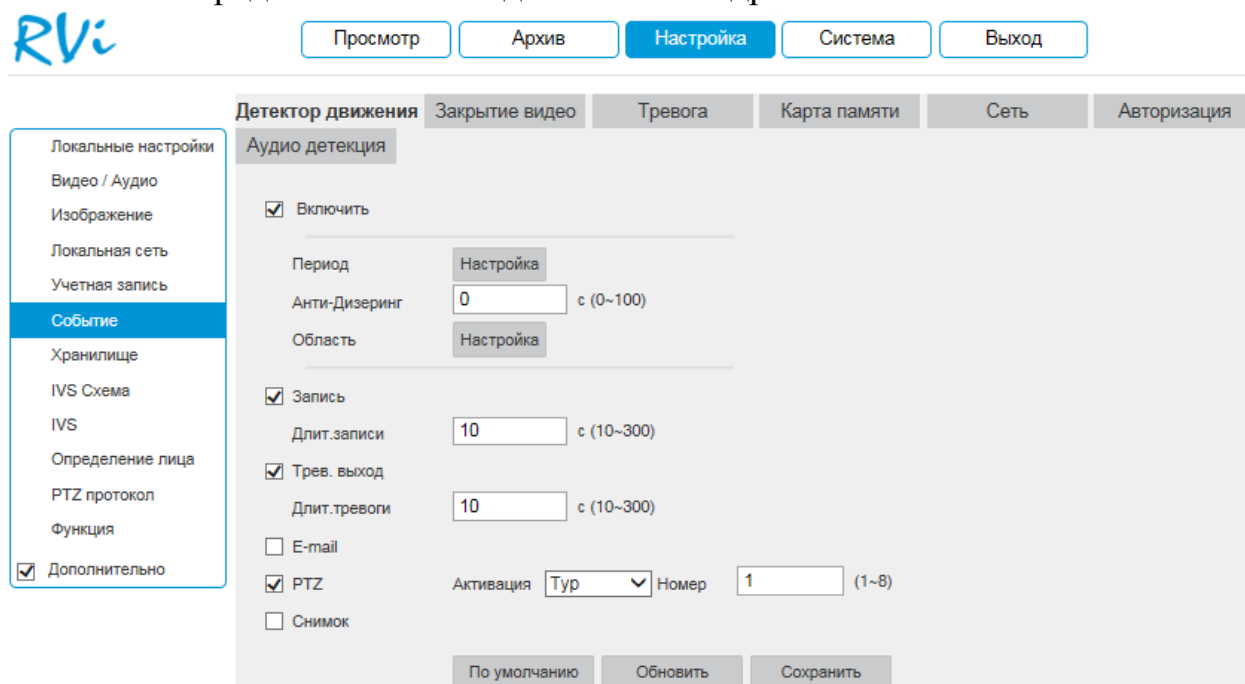 RVi
Просмотр Архив Настройка Система Выход
Детектор движения Закрытие видео Тревога Карта памяти Сеть Авторизация
Аудио детекция
Локальные настройки
Видео / Аудио
Изображение
Локальная сеть
Учетная запись
Событие
Хранилище
IVS Схема
IVS
Определение лица
PTZ протокол
Функция
Дополнительно
Включить
Период Настройка
Анти-Дизеринг 0 с (0~100)
Область Настройка
Запись
Длит.записи 10 с (10~300)
Трев. выход
Длит.тревоги 10 с (10~300)
E-mail
PTZ Активация Тур Номер 1 (1~8)
Снимок
По умолчанию Обновить Сохранить